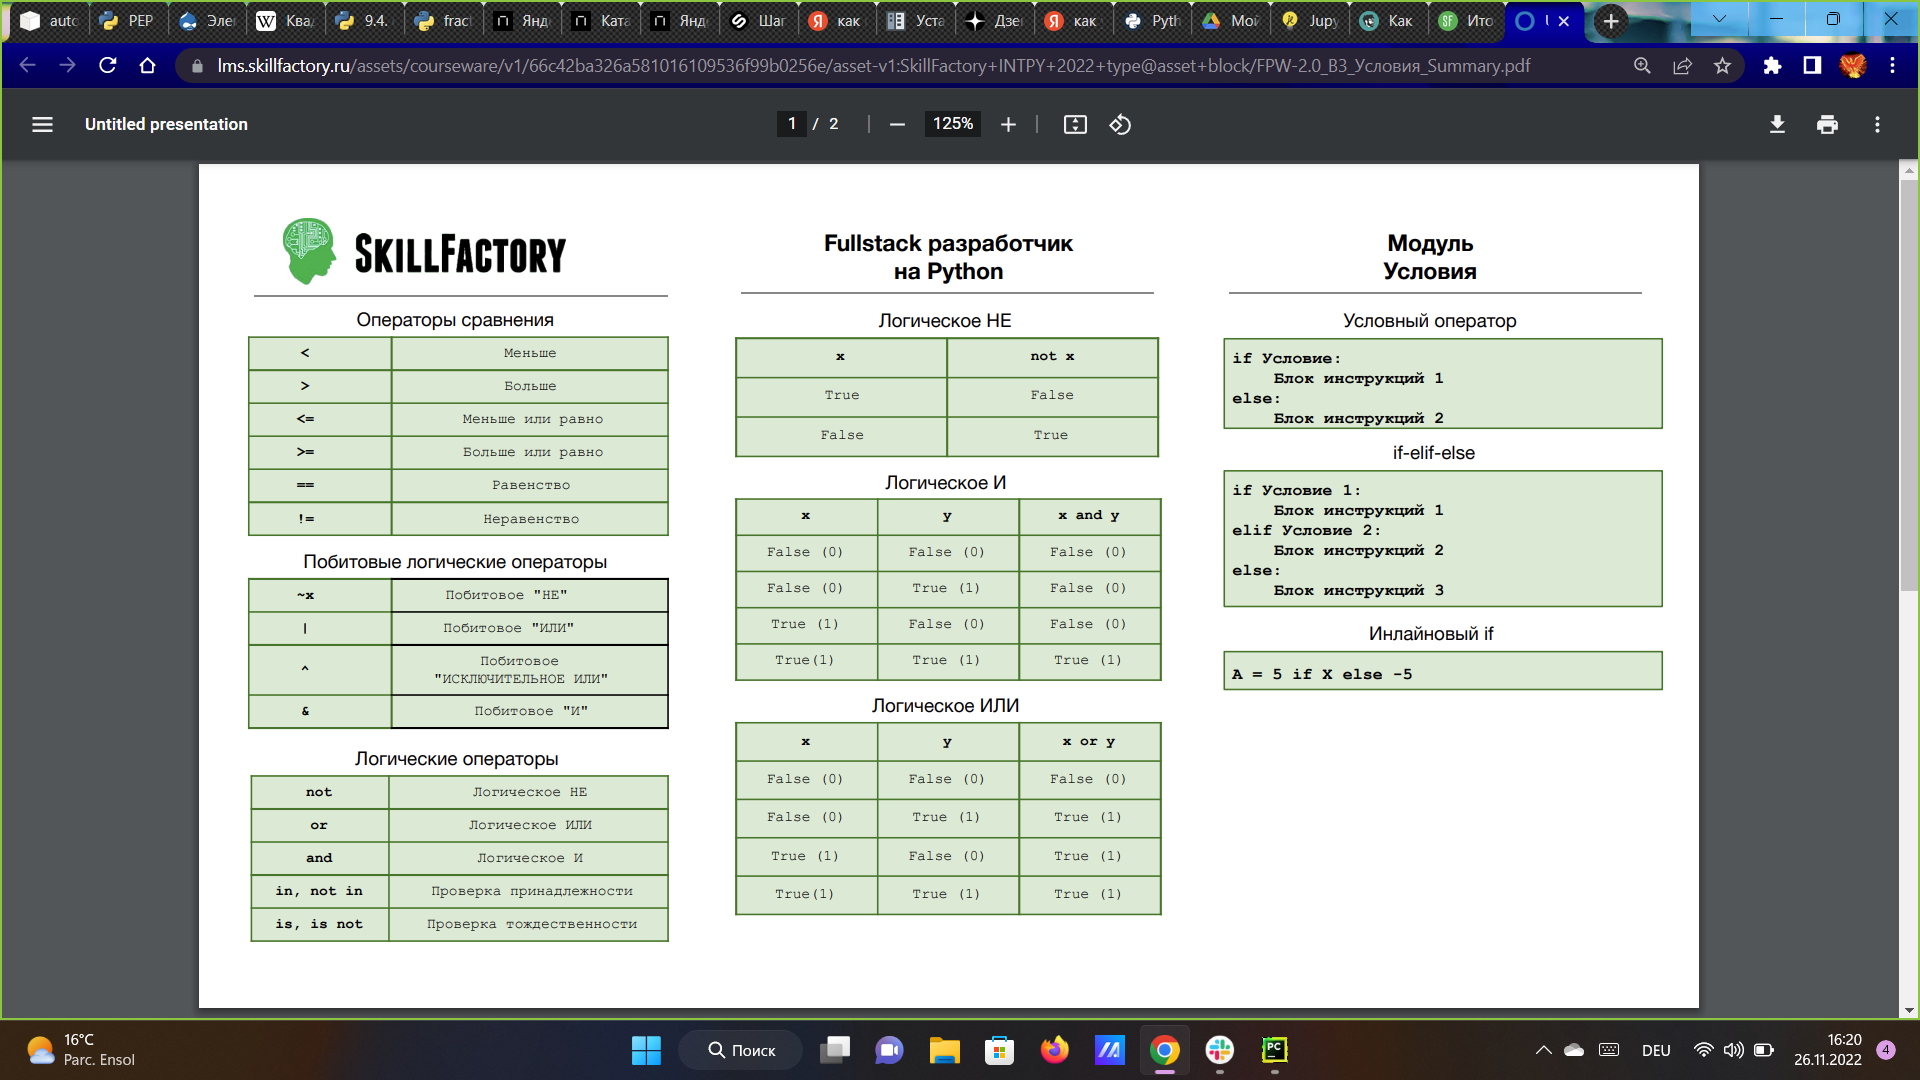 auto
PEP
Элек
Квад
9.4.
fract
Янд
Ката
Янд
Шаг
как
Уста
Дзен
как
Pyth
Мой
Jupy
Как
Ито
lms.skillfactory.ru/assets/courseware/v1/66c42ba326a581016109536f99b0256e/asset-v1:SkillFactory+INTPY+2022+type@asset+block/FPW-2.0_B3_Условия_Summary.pdf
Untitled presentation
1 / 2
125%
SKILLFACTORY
Операторы сравнения
< Меньше
> Больше
<= Меньше или равно
>= Больше или равно
== Равенство
!= Неравенство
Побитовые логические операторы
~x Побитовое "НЕ"
| Побитовое "ИЛИ"
^ Побитовое
"ИСКЛЮЧИТЕЛЬНОЕ ИЛИ"
& Побитовое "И"
Логические операторы
not Логическое НЕ
or Логическое ИЛИ
and Логическое И
in, not in Проверка принадлежности
is, is not Проверка тождественности
Fullstack разработчик
на Python
Логическое НЕ
x not x
True False
False True
Логическое И
x y x and y
False (0) False (0) False (0)
False (0) True (1) False (0)
True (1) False (0) False (0)
True(1) True (1) True (1)
Логическое ИЛИ
x y x or y
False (0) False (0) False (0)
False (0) True (1) True (1)
True (1) False (0) True (1)
True(1) True (1) True (1)
Модуль
Условия
Условный оператор
if Условие:
Блок инструкций 1
else:
Блок инструкций 2
if-elif-else
if Условие 1:
Блок инструкций 1
elif Условие 2:
Блок инструкций 2
else:
Блок инструкций 3
Инлайновый if
A = 5 if X else -5
16°C
Parc. Ensol
Поиск
DEU
16:20
26.11.2022
4